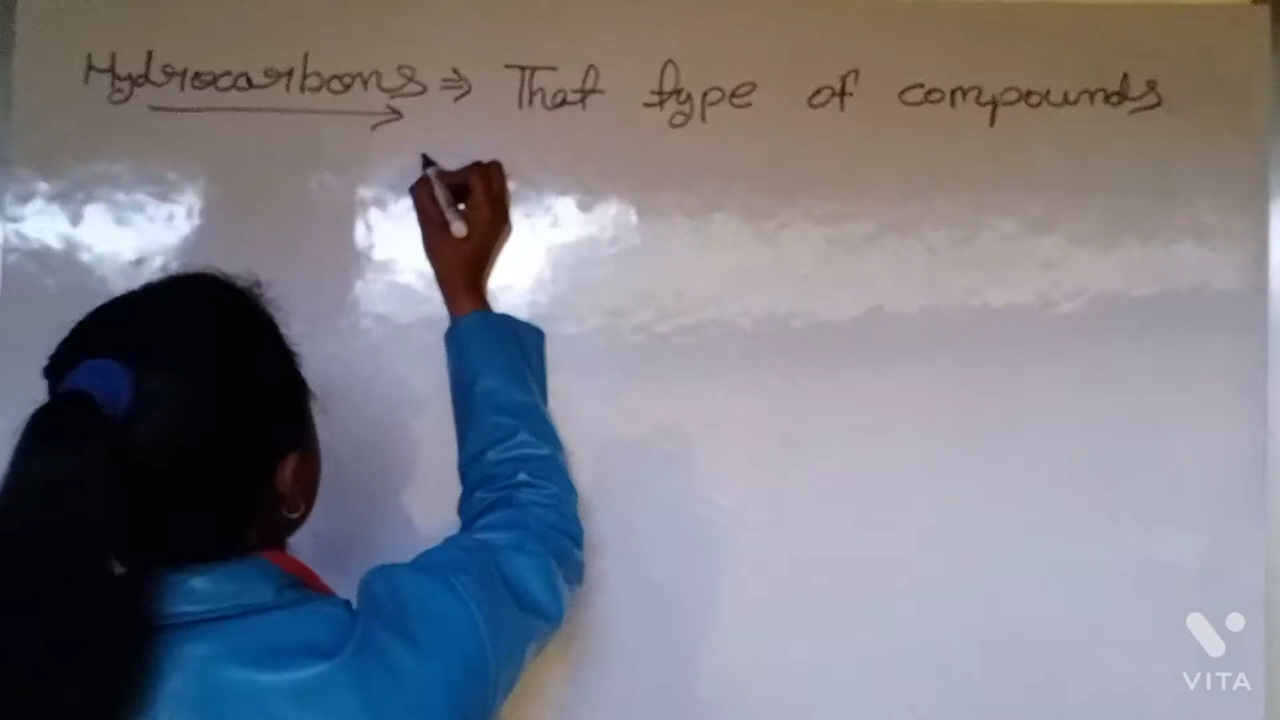 Hydrocarbons ⇒ That type of compounds
VITA